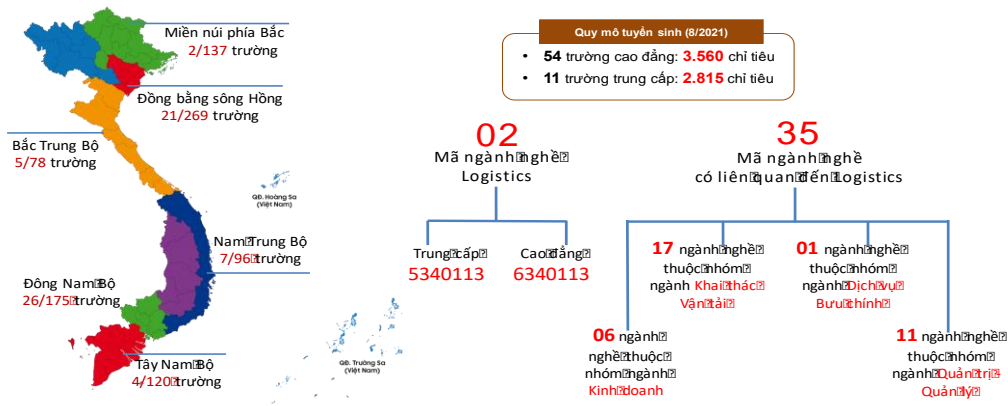 Miền núi phía Bắc
2/137 trường
Đồng bằng sông Hồng
21/269 trường
Bắc Trung Bộ
5/78 trường
QĐ. Hoàng Sa
(Việt Nam)
Nam Trung Bộ
7/96 trường
Đông Nam Bộ
26/175 trường
QĐ. Trường Sa
(Việt Nam)
Tây Nam Bộ
4/120 trường
Quy mô tuyển sinh (8/2021)
• 54 trường cao đẳng: 3.560 chỉ tiêu
• 11 trường trung cấp: 2.815 chỉ tiêu
02
Mã ngành nghề
Logistics
Trung cấp
5340113
Cao đẳng
6340113
35
Mã ngành nghề
có liên quan đến Logistics
17 ngành nghề
thuộc nhóm
ngành Khai thác
Vận tải
01 ngành nghề
thuộc nhóm
ngành Dịch vụ
Bưu chính
06 ngành
nghề thuộc
nhóm ngành
Kinh doanh
11 ngành nghề
thuộc nhóm
ngành Quản trị –
Quản lý